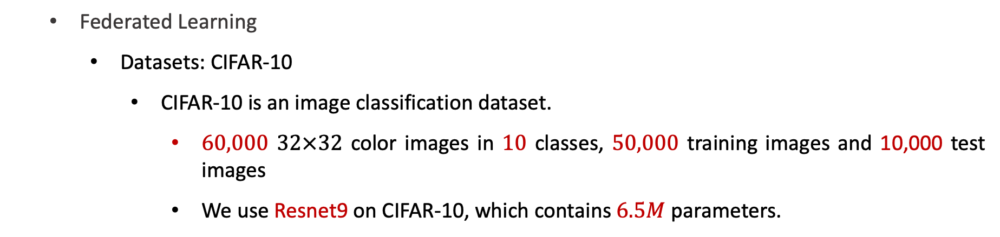 • Federated Learning
• Datasets: CIFAR-10
• CIFAR-10 is an image classification dataset.
• 60,000 32×32 color images in 10 classes, 50,000 training images and 10,000 test
images
• We use Resnet9 on CIFAR-10, which contains 6.5M parameters.